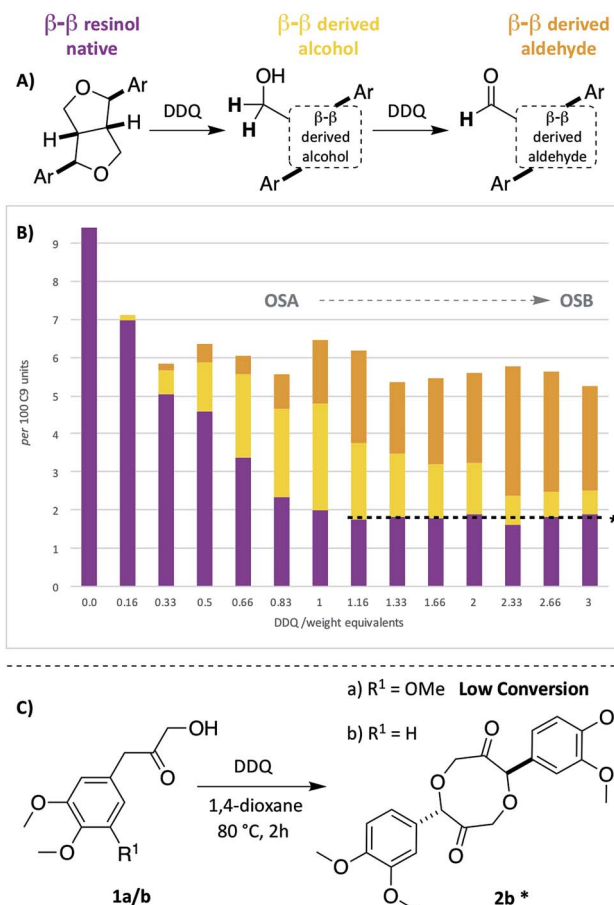 β-β resinol
native
β-β derived
alcohol
β-β derived
aldehyde
A)
O
Ar
H
H
Ar
O
DDQ
OH
H
H
Ar
β-β
derived
alcohol
Ar
DDQ
O
H
Ar
β-β
derived
aldehyde
Ar
B)
OSA
OSB
per 100 C9 units
9
8
7
6
5
4
3
2
1
0
*
0.0 0.16 0.33 0.5 0.66 0.83 1 1.16 1.33 1.66 2 2.33 2.66 3
DDQ /weight equivalents
C)
OH
O
O
O
R1
1a/b
DDQ
1,4-dioxane
80 °C, 2h
a) R1 = OMe Low Conversion
b) R1 = H
O
O
O
O
O
O
O
O
2b *